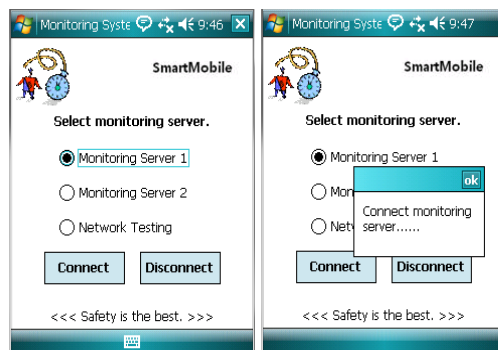 Monitoring Syste 9:46
SmartMobile
Select monitoring server.
Monitoring Server 1
Monitoring Server 2
Network Testing
Connect Disconnect
<<< Safety is the best. >>>
Monitoring Syste 9:47
SmartMobile
Select monitoring server.
Monitoring Server 1
Mon
Netv
ok
Connect monitoring
server......
Connect Disconnect
<<< Safety is the best. >>>